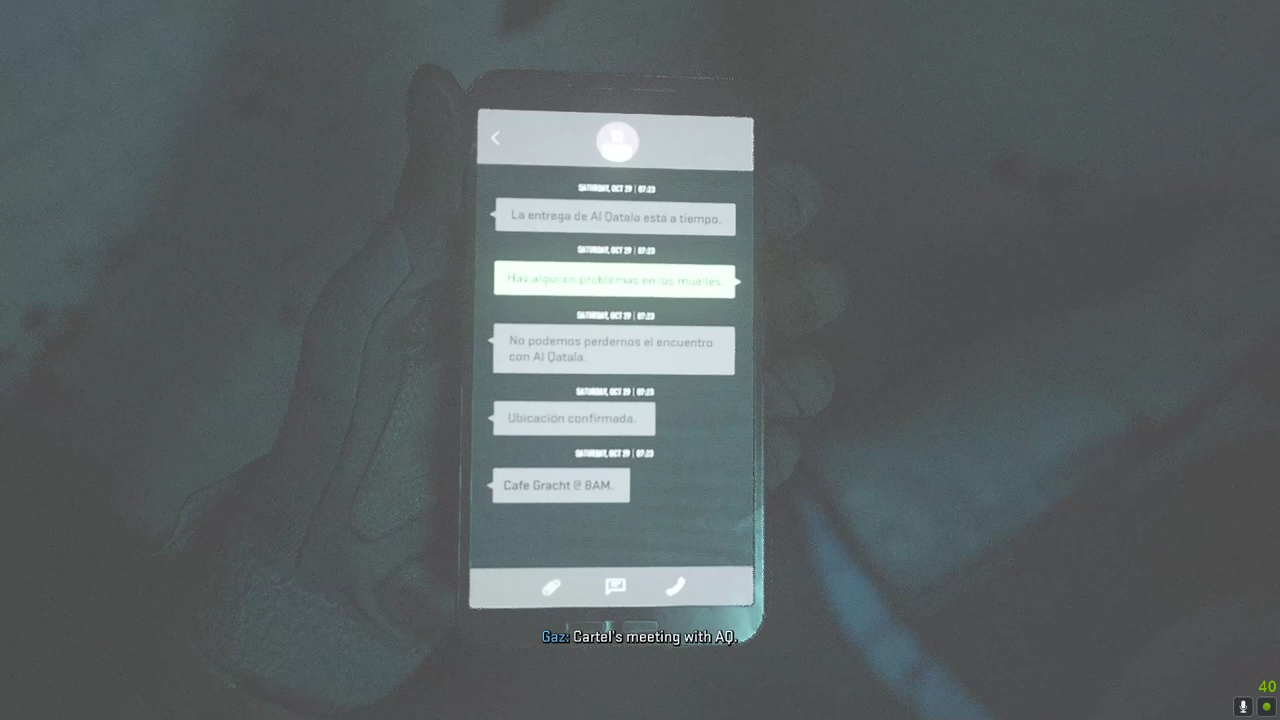 SATURDAY, OCT 29 | 07:23
La entrega de Al Qatala está a tiempo.
SATURDAY, OCT 29 | 07:23
Hay algunos problemas en los muelles.
SATURDAY, OCT 29 | 07:23
No podemos perdernos el encuentro
con Al Qatala.
SATURDAY, OCT 29 | 07:23
Ubicación confirmada.
SATURDAY, OCT 29 | 07:23
Cafe Gracht @ 8AM.
Gaz: Cartel's meeting with AQ.
40